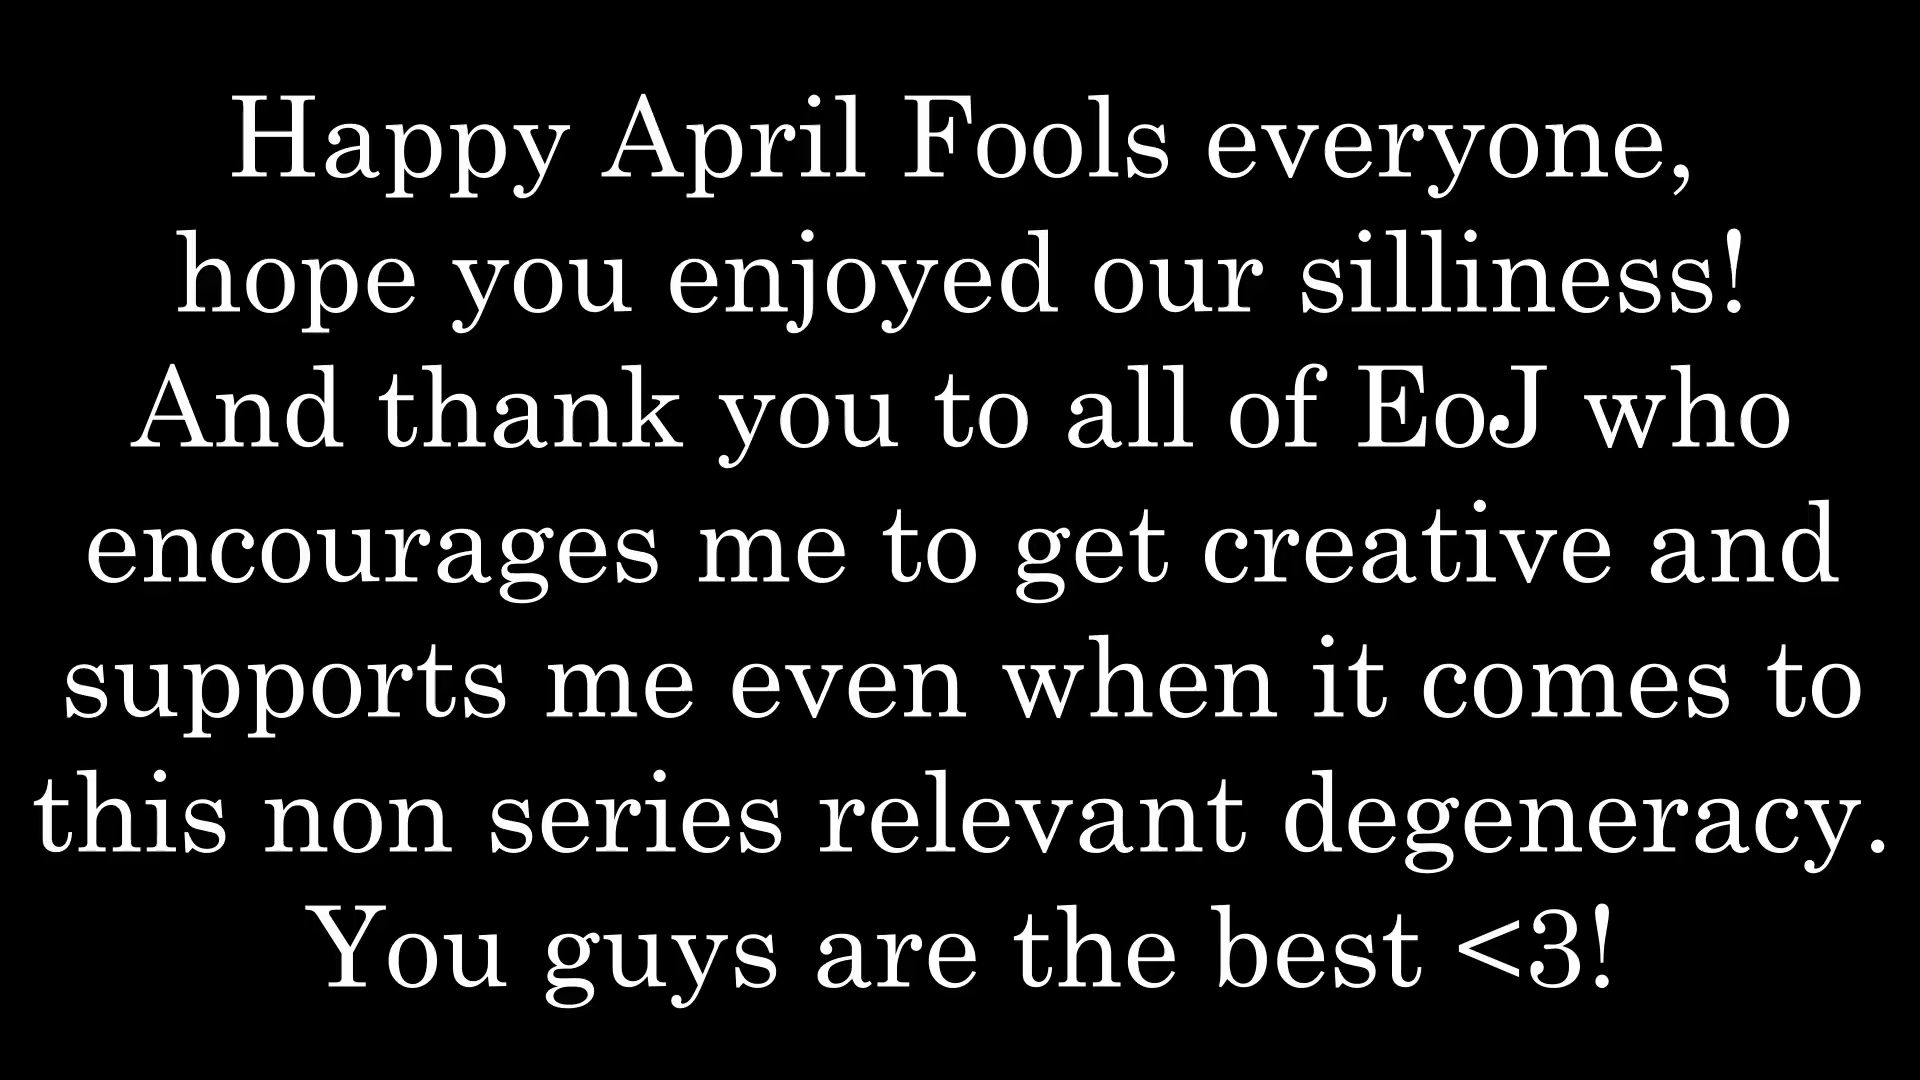 Happy April Fools everyone,
hope you enjoyed our silliness!
And thank you to all of EoJ who
encourages me to get creative and
supports me even when it comes to
this non series relevant degeneracy.
You guys are the best <3!